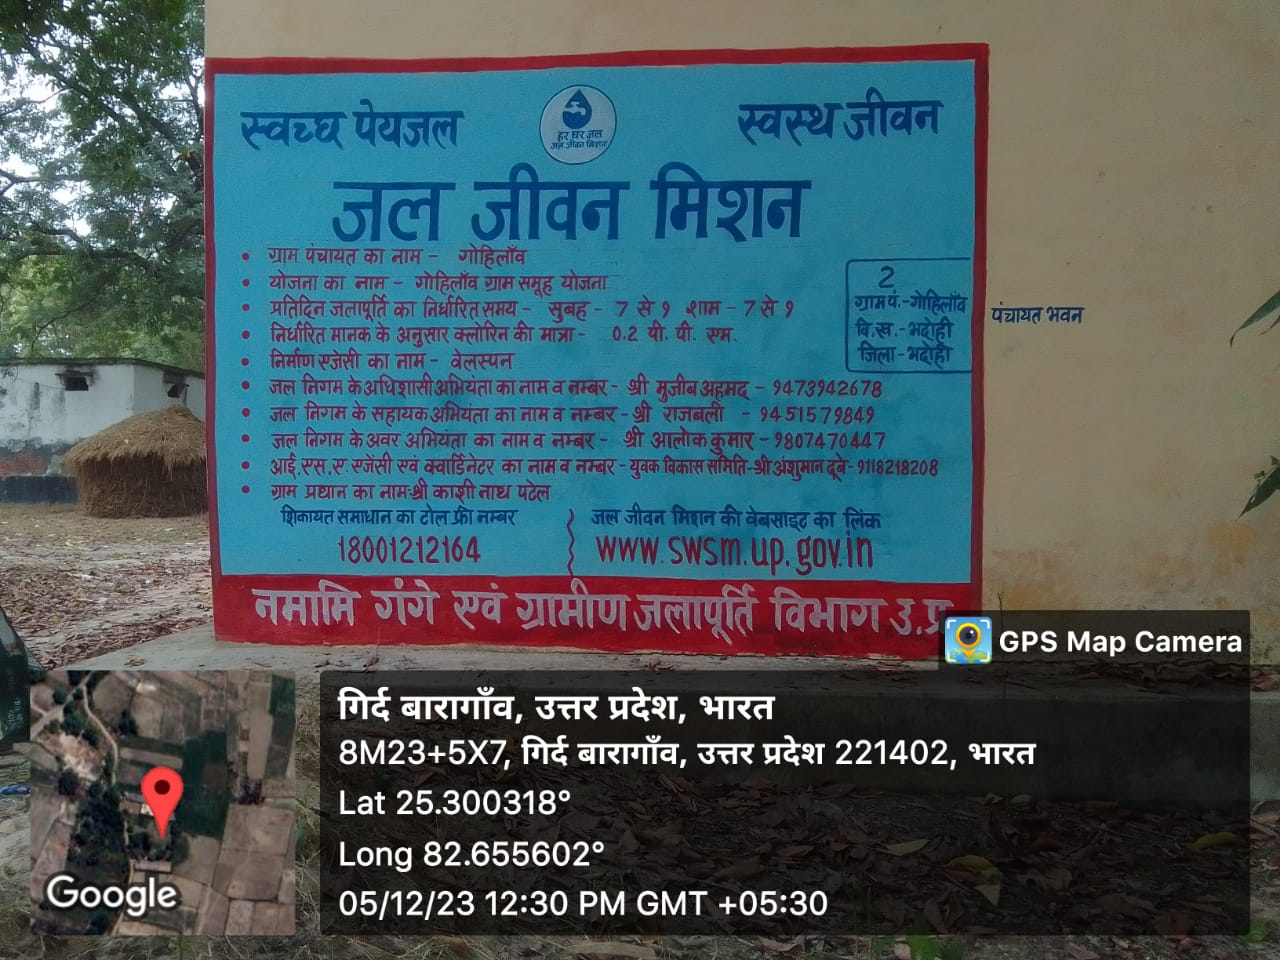 स्वच्छ पेयजल
हर घर जल
जल जीवन मिशन
स्वस्थ जीवन
जल जीवन मिशन
• ग्राम पंचायत का नाम - गोहिलाँव
• योजना का नाम - गोहिलाँव ग्राम समूह योजना
• प्रतिदिन जलापूर्ति का निर्धारित समय - सुबह - 7 से 9 शाम - 7 से 9
• निर्धारित मानक के अनुसार क्लोरिन की मात्रा - 0.2 पी. पी. एम.
• निर्माण एजेंसी का नाम - वेलस्पन
• जल निगम के अधिशासी अभियंता का नाम व नम्बर - श्री मुजीब अहमद - 9473942678
• जल निगम के सहायक अभियंता का नाम व नम्बर - श्री राजबली - 9451579849
• जल निगम के अवर अभियंता का नाम व नम्बर - श्री आलोक कुमार - 9807470447
• आई.एस.ए. एजेंसी एवं क्वार्डिनेटर का नाम व नम्बर - युवक विकास समिति - श्री अंशुमान दूबे - 9118218208
• ग्राम प्रधान का नामः श्री काशी नाथ पटेल
2
ग्राम पं.-गोहिलाँव
वि.ख.-भदोही
जिला-भदोही
पंचायत भवन
शिकायत समाधान का टोल फ्री नम्बर
18001212164
जल जीवन मिशन की वेबसाइट का लिंक
www.swsm.up.gov.in
नमामि गंगे एवं ग्रामीण जलापूर्ति विभाग उ.प्र
GPS Map Camera
गिर्द बारागाँव, उत्तर प्रदेश, भारत
8M23+5X7, गिर्द बारागाँव, उत्तर प्रदेश 221402, भारत
Lat 25.300318°
Long 82.655602°
05/12/23 12:30 PM GMT +05:30
Google